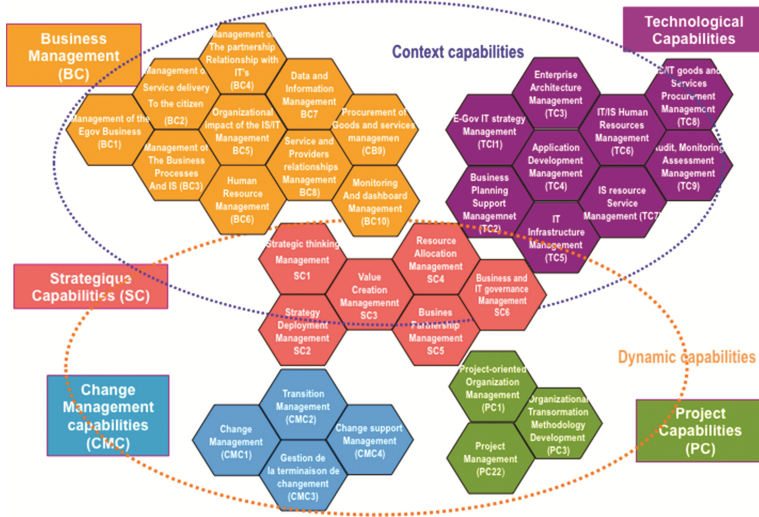 Business
Management
(BC)
Context capabilities
Technological
Capabilities
Management of
The partnership
Relationship with
IT's
(BC4)
Management of
Service delivery
To the citizen
(BC2)
Data and
Information
Management
BC7
Management of the
Egov Business
(BC1)
Organizational
Impact of the IS/IT
Management
BC5
Procurement of
Goods and services
managemen
(CB9)
Management of
The Business
Processes
And IS (BC3)
Service and
Providers
relationships
Management
BC8
Human
Resource
Management
(BC6)
Monitoring
And dashboard
Management
(BC10)
Enterprise
Architecture
Management
(TC3)
IS/IT goods and
Services
Procurement
Management
(TC8)
E-Gov IT strategy
Management
(TCI1)
IT/IS Human
Resources
Management
(TC6)
Application
Development
Management
(TC4)
Audit, Monitoring
Assessment
Management
(TC9)
Business
Planning
Support
Managemnet
(TC2)
IS resource
Service
Management (TC7)
IT
Infrastructure
Management
(TC5)
Strategique
Capabilities (SC)
Strategic thinking
Management
SC1
Resource
Allocation
Management
SC4
Value
Creation
Managemennt
SC3
Business and
IT governance
Management
SC6
Strategy
Deployment
Management
SC2
Busines
Partnership
Management
SC5
Dynamic capabilities
Change
Management
capabilities
(CMC)
Transition
Management
(CMC2)
Change
Management
(CMC1)
Change support
Management
(CMC4)
Gestion de
la terminaison de
changement
(CMC3)
Project-oriented
Organization
Management
(PC1)
Organizational
Transormation
Methodology
Development
(PC3)
Project
Management
(PC22)
Project
Capabilities
(PC)